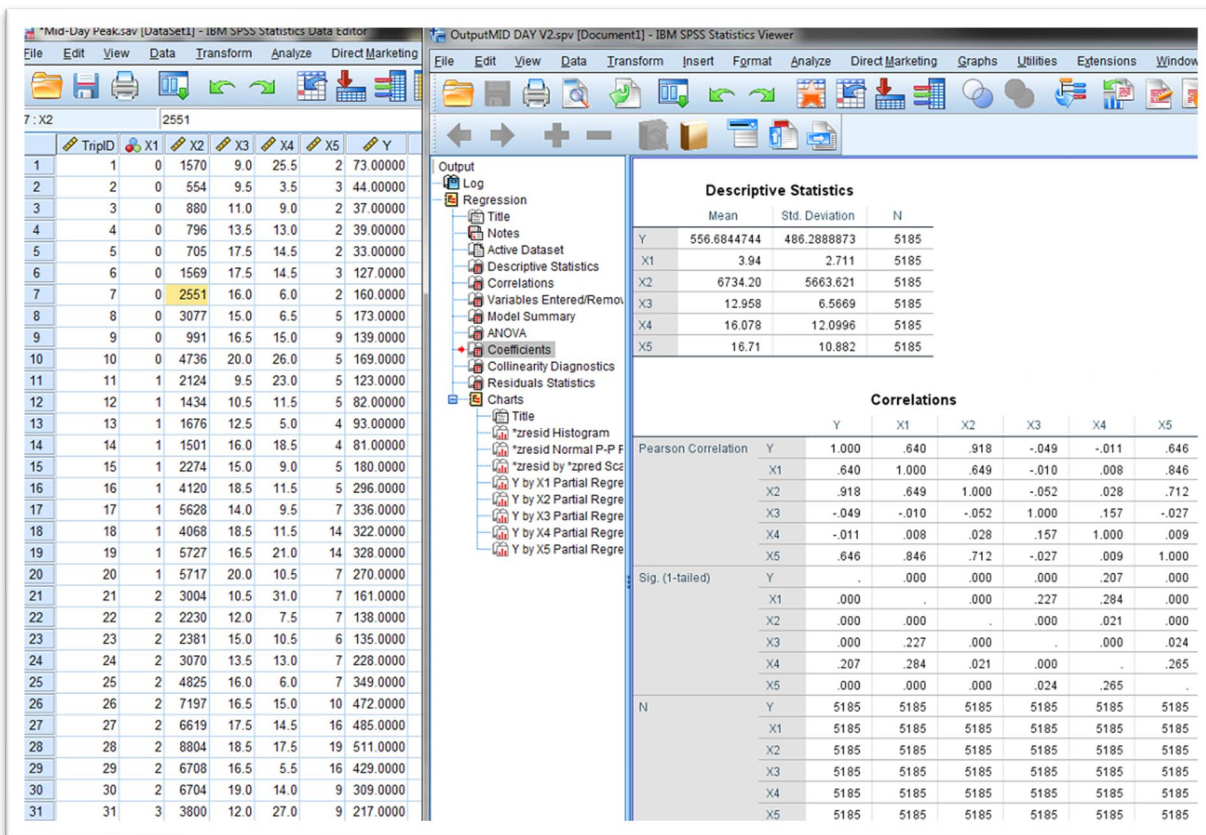 *Mid-Day Peak.sav [DataSet1] - IBM SPSS Statistics Data Editor
File Edit View Data Transform Analyze Direct Marketing
7 : X2 2551
TripID X1 X2 X3 X4 X5 Y
1 1 0 1570 9.0 25.5 2 73.00000
2 2 0 554 9.5 3.5 3 44.00000
3 3 0 880 11.0 9.0 2 37.00000
4 4 0 796 13.5 13.0 2 39.00000
5 5 0 705 17.5 14.5 2 33.00000
6 6 0 1569 17.5 14.5 3 127.0000
7 7 0 2551 16.0 6.0 2 160.0000
8 8 0 3077 15.0 6.5 5 173.0000
9 9 0 991 16.5 15.0 9 139.0000
10 10 0 4736 20.0 26.0 5 169.0000
11 11 1 2124 9.5 23.0 5 123.0000
12 12 1 1434 10.5 11.5 5 82.00000
13 13 1 1676 12.5 5.0 4 93.00000
14 14 1 1501 16.0 18.5 4 81.00000
15 15 1 2274 15.0 9.0 5 180.0000
16 16 1 4120 18.5 11.5 5 296.0000
17 17 1 5628 14.0 9.5 7 336.0000
18 18 1 4068 18.5 11.5 14 322.0000
19 19 1 5727 16.5 21.0 14 328.0000
20 20 1 5717 20.0 10.5 7 270.0000
21 21 2 3004 10.5 31.0 7 161.0000
22 22 2 2230 12.0 7.5 7 138.0000
23 23 2 2381 15.0 10.5 6 135.0000
24 24 2 3070 13.5 13.0 7 228.0000
25 25 2 4825 16.0 6.0 7 349.0000
26 26 2 7197 16.5 15.0 10 472.0000
27 27 2 6619 17.5 14.5 16 485.0000
28 28 2 8804 18.5 17.5 19 511.0000
29 29 2 6708 16.5 5.5 16 429.0000
30 30 2 6704 19.0 14.0 9 309.0000
31 31 3 3800 12.0 27.0 9 217.0000
OutputMID DAY V2.spv [Document1] - IBM SPSS Statistics Viewer
File Edit View Data Transform Insert Format Analyze Direct Marketing Graphs Utilities Extensions Window
Output
Log
Regression
Title
Notes
Active Dataset
Descriptive Statistics
Correlations
Variables Entered/Remov
Model Summary
ANOVA
Coefficients
Collinearity Diagnostics
Residuals Statistics
Charts
Title
*zresid Histogram
*zresid Normal P-P P
*zresid by *zpred Sca
Y by X1 Partial Regre
Y by X2 Partial Regre
Y by X3 Partial Regre
Y by X4 Partial Regre
Y by X5 Partial Regre
Descriptive Statistics
Mean Std. Deviation N
Y 556.6844744 486.2888873 5185
X1 3.94 2.711 5185
X2 6734.20 5663.621 5185
X3 12.958 6.5669 5185
X4 16.078 12.0996 5185
X5 16.71 10.882 5185
Correlations
Y X1 X2 X3 X4 X5
Pearson Correlation Y 1.000 .640 .918 -.049 -.011 .646
X1 .640 1.000 .649 -.010 .008 .846
X2 .918 .649 1.000 -.052 .028 .712
X3 -.049 -.010 -.052 1.000 .157 -.027
X4 -.011 .008 .028 .157 1.000 .009
X5 .646 .846 .712 -.027 .009 1.000
Sig. (1-tailed) Y . .000 .000 .000 .207 .000
X1 .000 . .000 .227 .284 .000
X2 .000 .000 . .000 .021 .000
X3 .000 .227 .000 . .000 .024
X4 .207 .284 .021 .000 . .265
X5 .000 .000 .000 .024 .265 .
N Y 5185 5185 5185 5185 5185 5185
X1 5185 5185 5185 5185 5185 5185
X2 5185 5185 5185 5185 5185 5185
X3 5185 5185 5185 5185 5185 5185
X4 5185 5185 5185 5185 5185 5185
X5 5185 5185 5185 5185 5185 5185